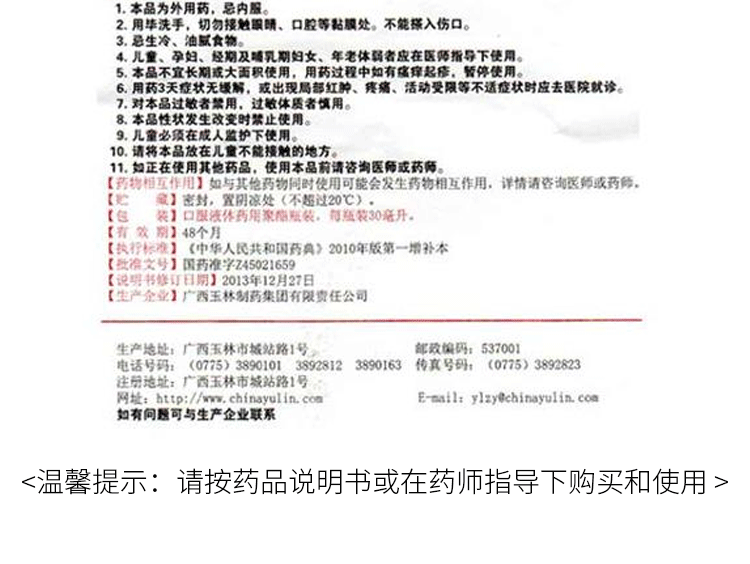 1. 本品为外用药，忌内服。
2. 用毕洗手，切勿接触眼睛、口腔等黏膜处。不能搽入伤口。
3. 忌生冷、油腻食物。
4. 儿童、孕妇、经期及哺乳期妇女、年老体弱者应在医师指导下使用。
5. 本品不宜长期或大面积使用，用药过程中如有瘙痒起疹，暂停使用。
6. 用药3天症状无缓解，或出现局部红肿、疼痛、活动受限等不适症状时应去医院就诊。
7. 对本品过敏者禁用，过敏体质者慎用。
8. 本品性状发生改变时禁止使用。
9. 儿童必须在成人监护下使用。
10. 请将本品放在儿童不能接触的地方。
11. 如正在使用其他药品，使用本品前请咨询医师或药师。
【药物相互作用】如与其他药物同时使用可能会发生药物相互作用，详情请咨询医师或药师。
【贮 藏】密封，置阴凉处（不超过20℃）。
【包 装】口服液体药用聚酯瓶装，每瓶装30毫升。
【有 效 期】48个月
【执行标准】《中华人民共和国药典》2010年版第一增补本
【批准文号】国药准字Z45021659
【说明书修订日期】2013年12月27日
【生产企业】广西玉林制药集团有限责任公司
生产地址：广西玉林市城站路1号 邮政编码：537001
电话号码：（0775）3890101 3892812 3890163 传真号码：（0775）3892823
注册地址：广西玉林市城站路1号
网址：http://www.chinayulin.com E-mail: ylzy@chinayulin.com
如有问题可与生产企业联系
<温馨提示：请按药品说明书或在药师指导下购买和使用 >